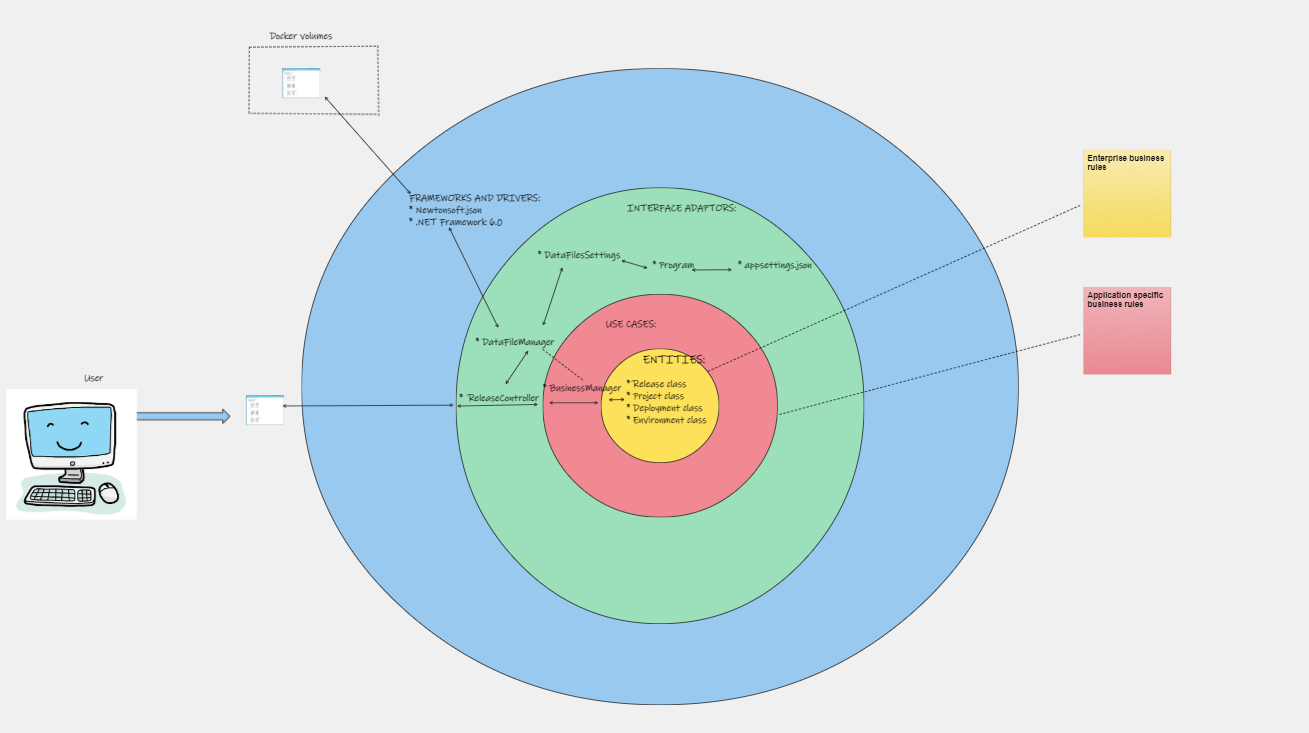 Docker volumes
FRAMEWORKS AND DRIVERS:
* Newtonsoft.json
* .NET Framework 6.0
INTERFACE ADAPTORS:
* DataFilesSettings
* Program
* appsettings.json
USE CASES:
* DataFileManager
ENTITIES:
* BusinessManager
* Release class
* Project class
* Deployment class
* Environment class
* ReleaseController
User
Enterprise business
rules
Application specific
business rules